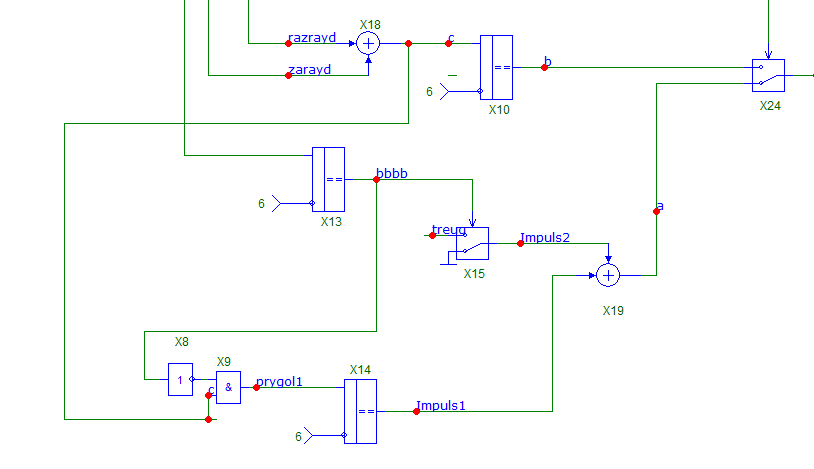 X18
razrayd
+
c
zarayd
==
b
6
X10
X24
bbbb
==
6
X13
a
treug
Impuls2
X15
+
X19
X8
X9
X14
1
&
prygol1
c
==
Impuls1
6